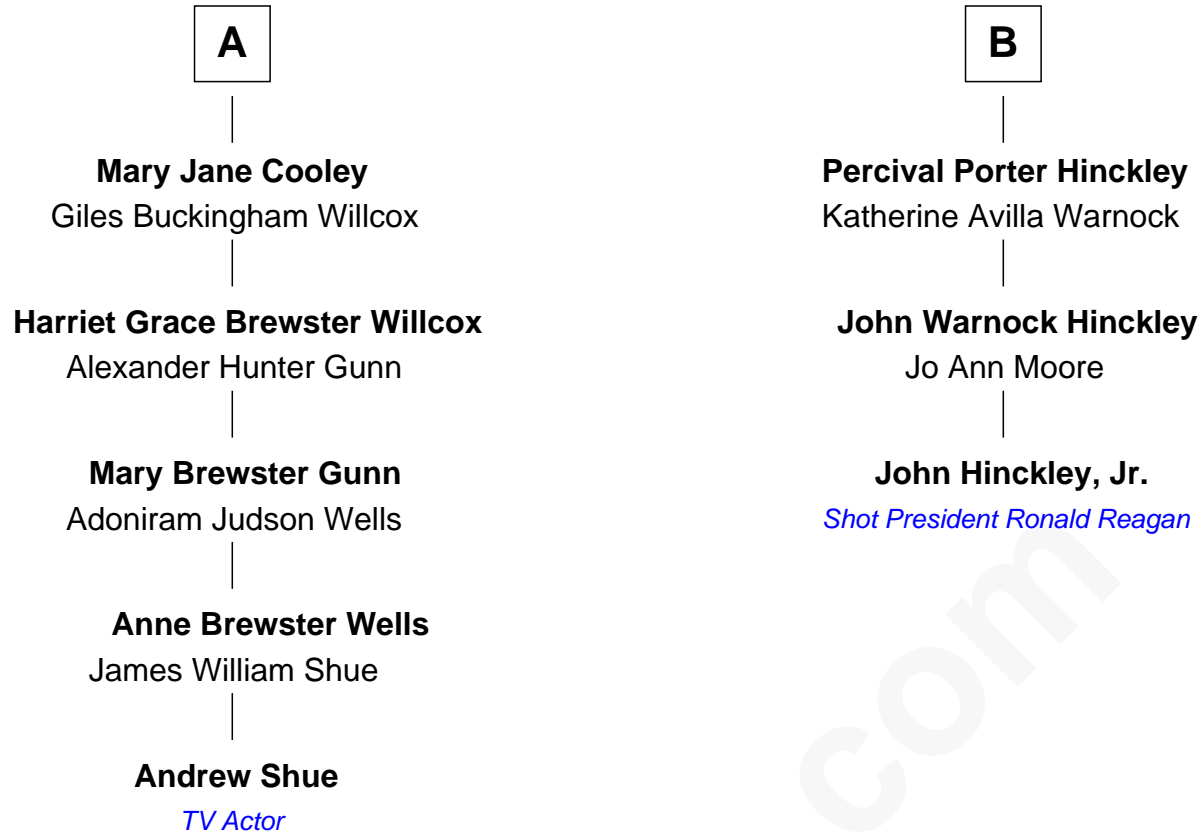 A
Mary Jane Cooley
Giles Buckingham Willcox
Harriet Grace Brewster Willcox
Alexander Hunter Gunn
Mary Brewster Gunn
Adoniram Judson Wells
Anne Brewster Wells
James William Shue
Andrew Shue
TV Actor
B
Percival Porter Hinckley
Katherine Avilla Warnock
John Warnock Hinckley
Jo Ann Moore
John Hinckley, Jr.
Shot President Ronald Reagan
com